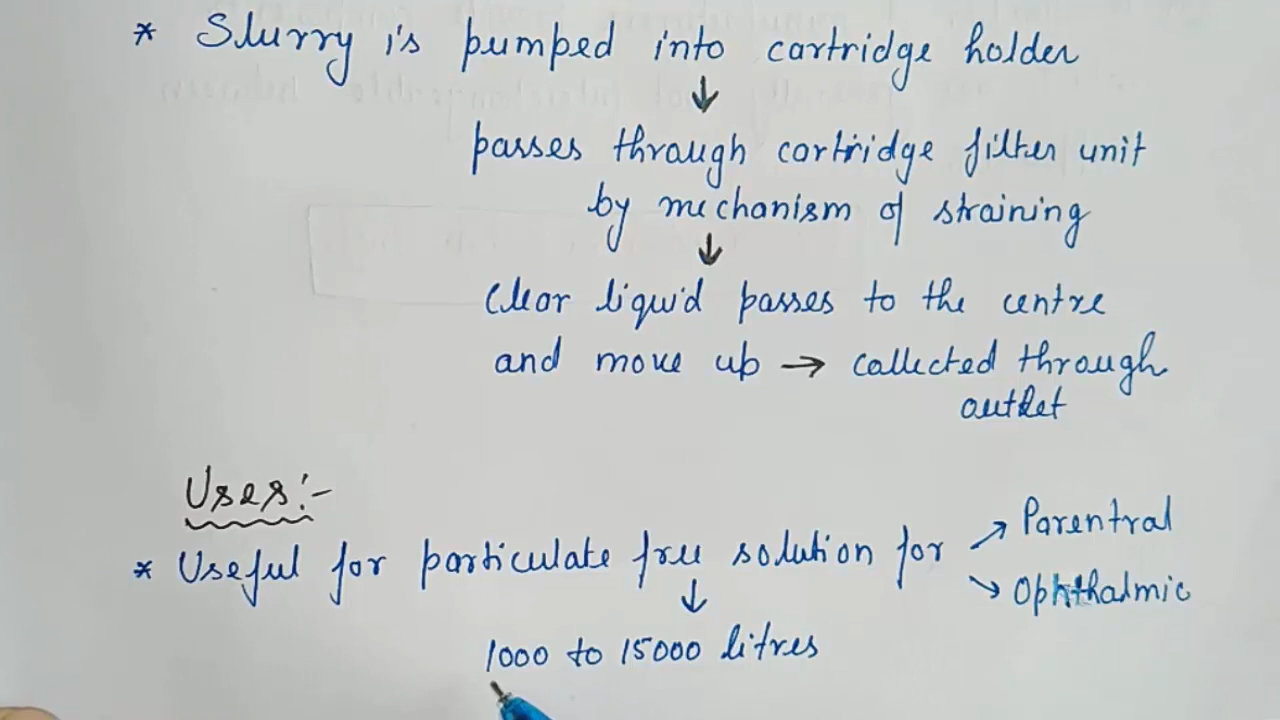 * Slurry is pumped into cartridge holder
↓
passes through cartridge filter unit
by mechanism of straining
↓
Clear liquid passes to the centre
and move up → collected through
outlet
Uses:-
* Useful for particulate free solution for → Parentral
→ Ophthalmic
↓
1000 to 15000 litres